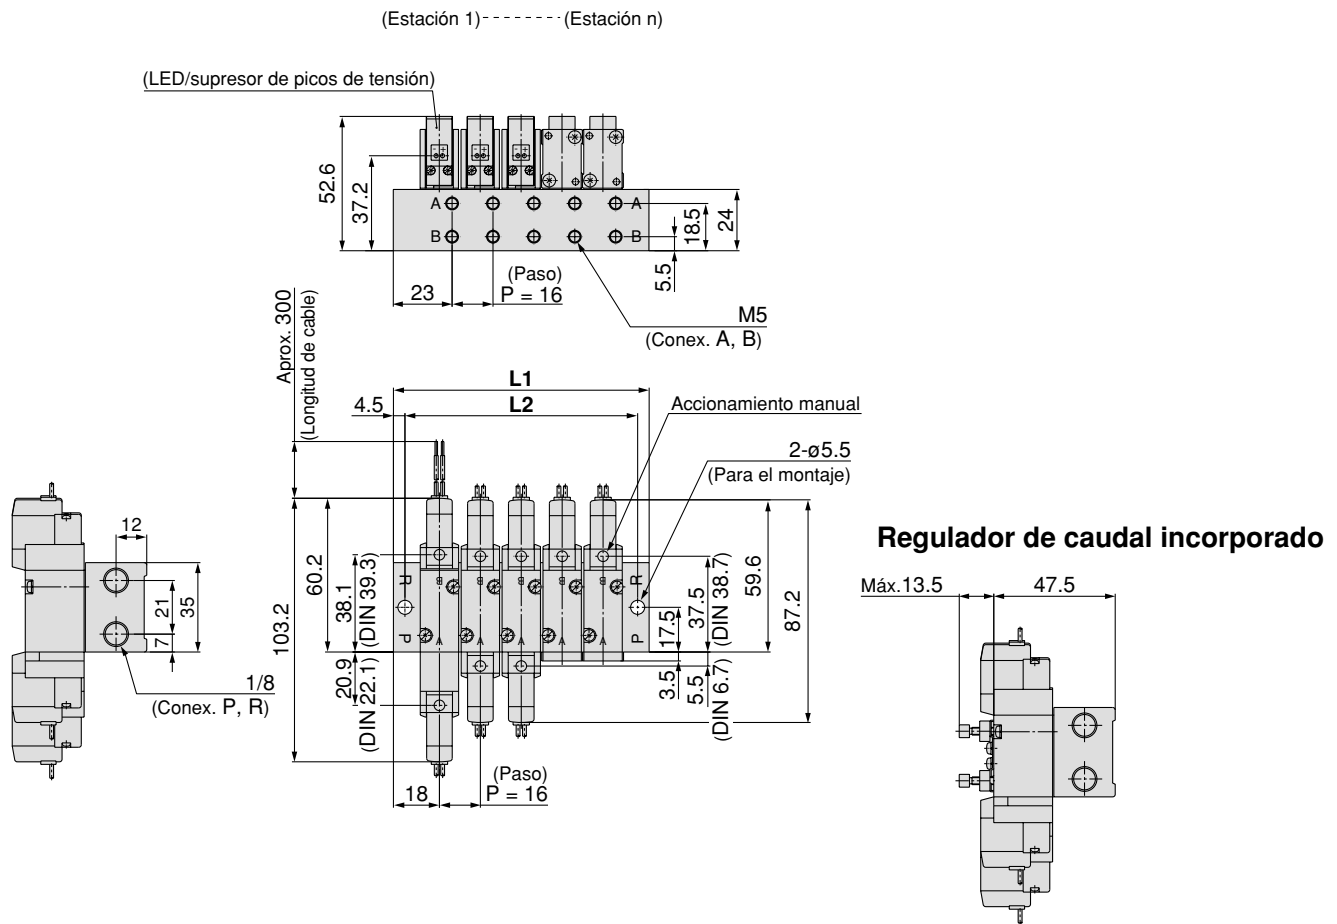 (Estación 1) - - - - - - - - (Estación n)
(LED/supresor de picos de tensión)
52.6
37.2
A
A
B
B
18.5
24
5.5
23
(Paso)
P = 16
M5
(Conex. A, B)
Aprox. 300
(Longitud de cable)
L1
4.5
L2
Accionamiento manual
2-ø5.5
(Para el montaje)
103.2
60.2
38.1
(DIN 39.3)
20.9
(DIN 22.1)
R
P
B
B
B
B
B
A
A
A
A
A
R
P
17.5
37.5
(DIN 38.7)
59.6
87.2
3.5
5.5
(DIN 6.7)
18
(Paso)
P = 16
12
21
35
7
1/8
(Conex. P, R)
Regulador de caudal incorporado
Máx.13.5
47.5